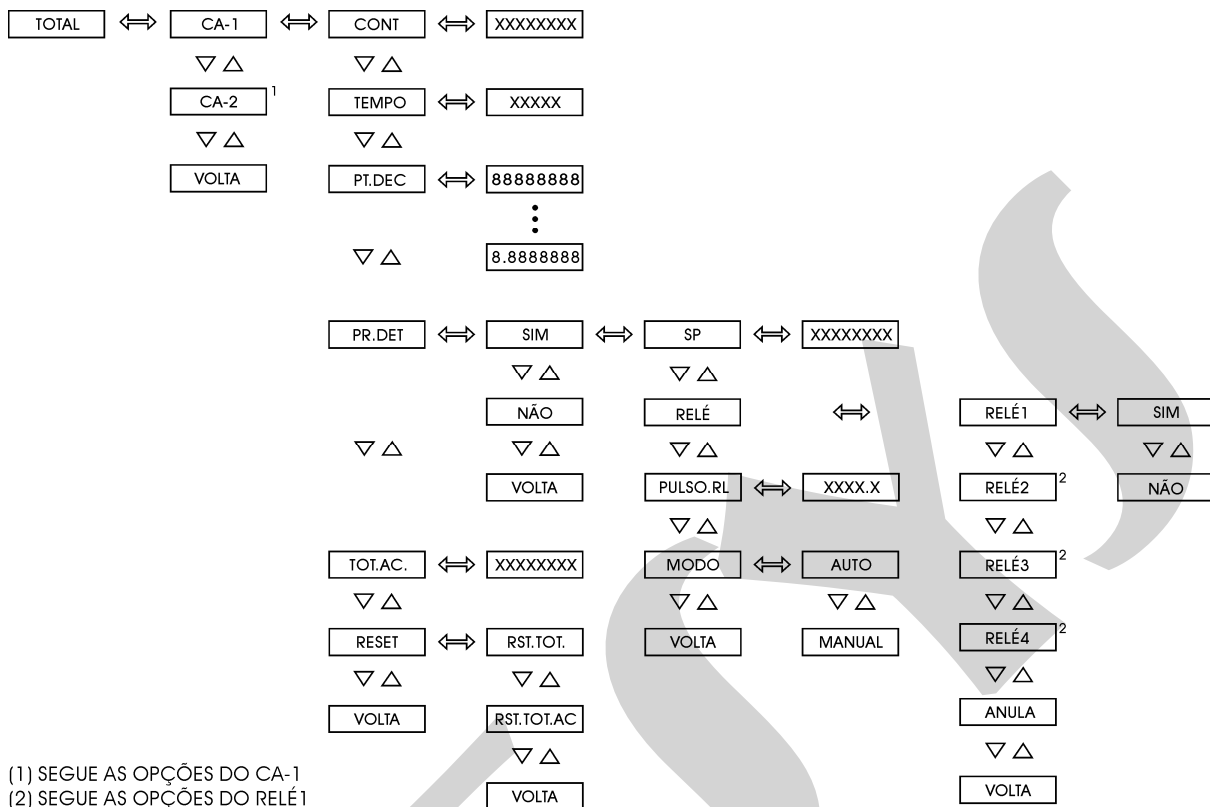 TOTAL CA-1 CONT XXXXXXXX
CA-2 1 TEMPO XXXXX
VOLTA PT.DEC 88888888
8.8888888
PR.DET SIM SP XXXXXXXX
NÃO RELÉ RELÉ1 SIM
VOLTA PULSO.RL XXXX.X RELÉ2 2 NÃO
TOT.AC. XXXXXXXX MODO AUTO RELÉ3 2
RESET RST.TOT. VOLTA MANUAL RELÉ4 2
VOLTA RST.TOT.AC ANULA
VOLTA VOLTA
(1) SEGUE AS OPÇÕES DO CA-1
(2) SEGUE AS OPÇÕES DO RELÉ1